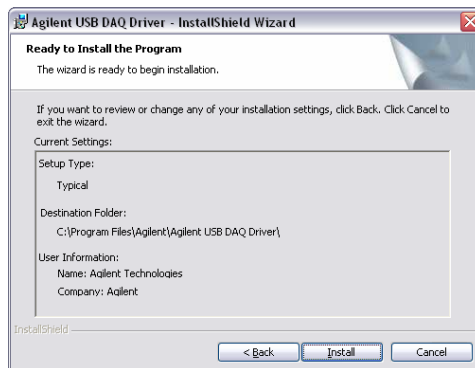 Agilent USB DAQ Driver - InstallShield Wizard
Ready to Install the Program
The wizard is ready to begin installation.
If you want to review or change any of your installation settings, click Back. Click Cancel to
exit the wizard.
Current Settings:
Setup Type:
Typical
Destination Folder:
C:\Program Files\Agilent\Agilent USB DAQ Driver\
User Information:
Name: Agilent Technologies
Company: Agilent
InstallShield
< Back
Install
Cancel